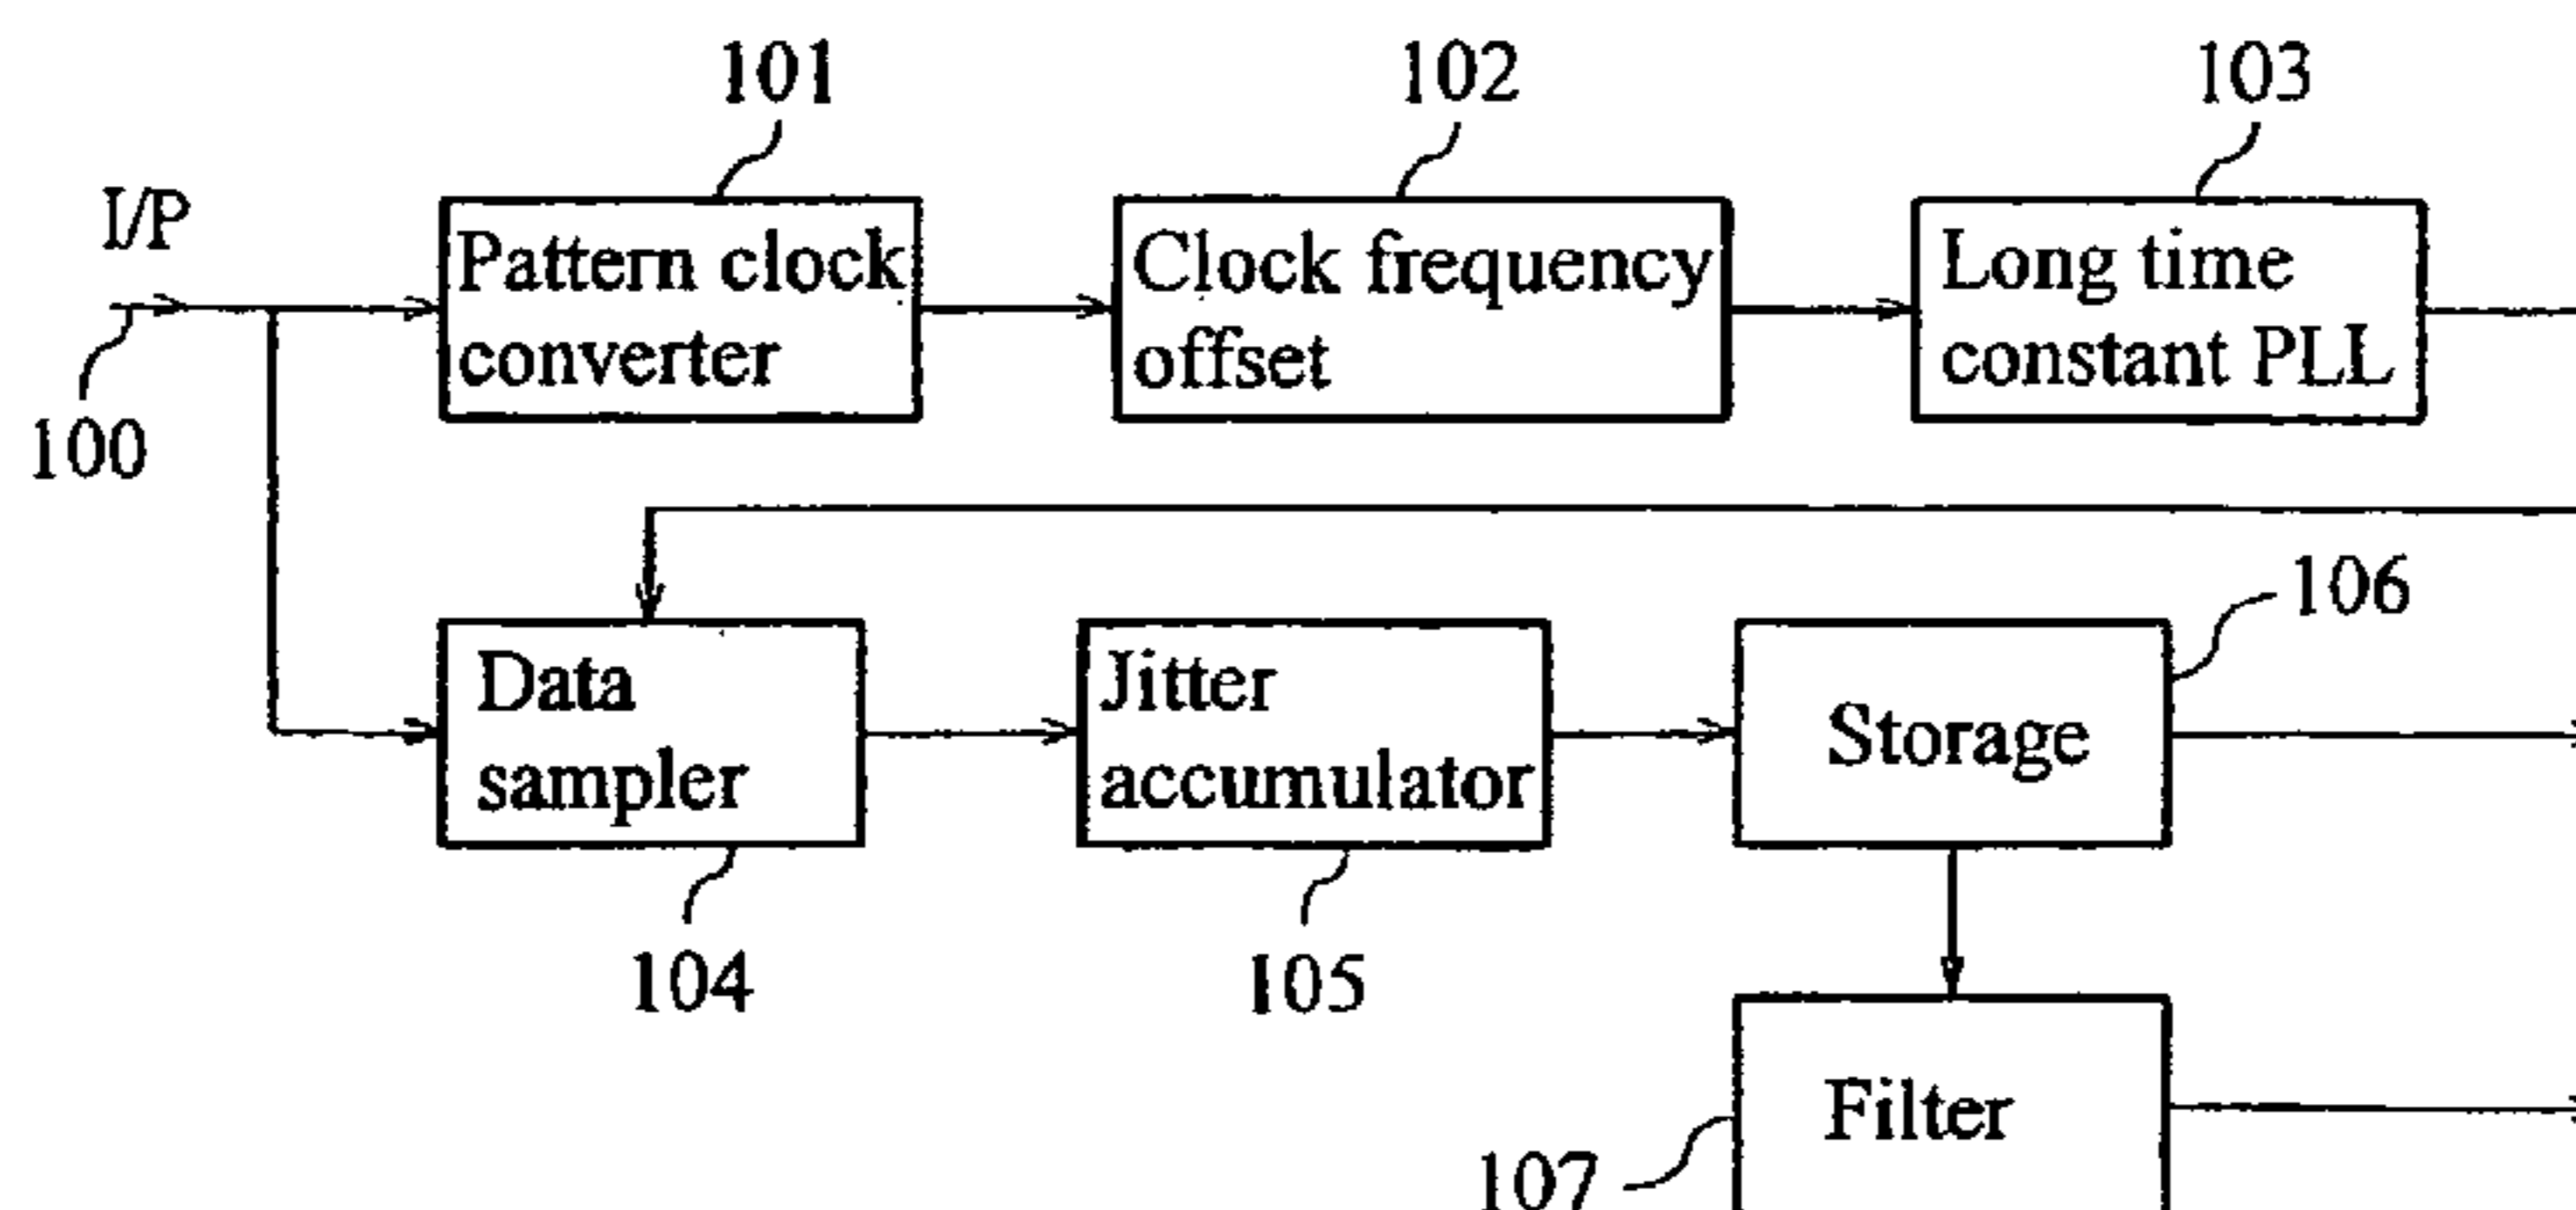 101
102
103
I/P
Pattern clock
converter
Clock frequency
offset
Long time
constant PLL
100
106
Data
sampler
Jitter
accumulator
Storage
104
105
Filter
107